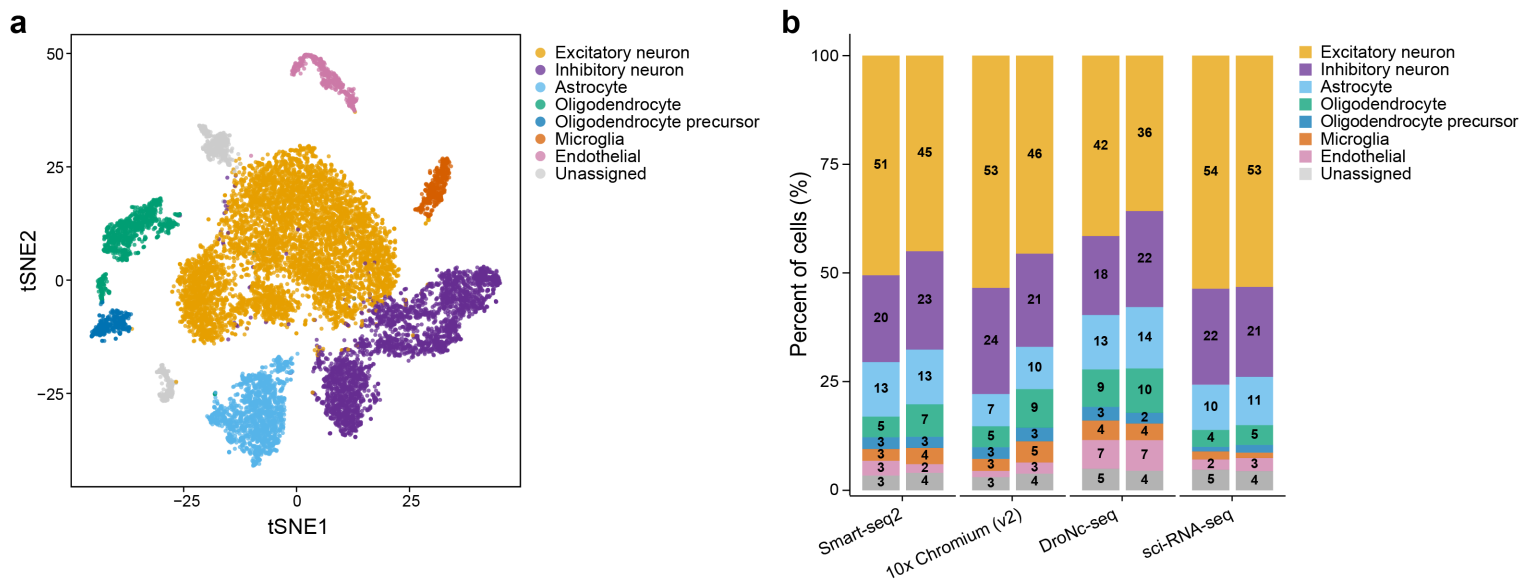 a
50
25
0
−25
tSNE2
−25
0
25
tSNE1
Excitatory neuron
Inhibitory neuron
Astrocyte
Oligodendrocyte
Oligodendrocyte precursor
Microglia
Endothelial
Unassigned
b
100
75
50
25
0
Percent of cells (%)
51
20
13
5
3
3
3
3
45
23
13
7
3
4
2
4
53
24
7
5
3
3
3
46
21
10
9
3
5
3
4
42
18
13
9
3
4
7
5
36
22
14
10
2
4
7
4
54
22
10
4
2
5
53
21
11
5
3
4
Smart-seq2
10x Chromium (v2)
DroNc-seq
sci-RNA-seq
Excitatory neuron
Inhibitory neuron
Astrocyte
Oligodendrocyte
Oligodendrocyte precursor
Microglia
Endothelial
Unassigned